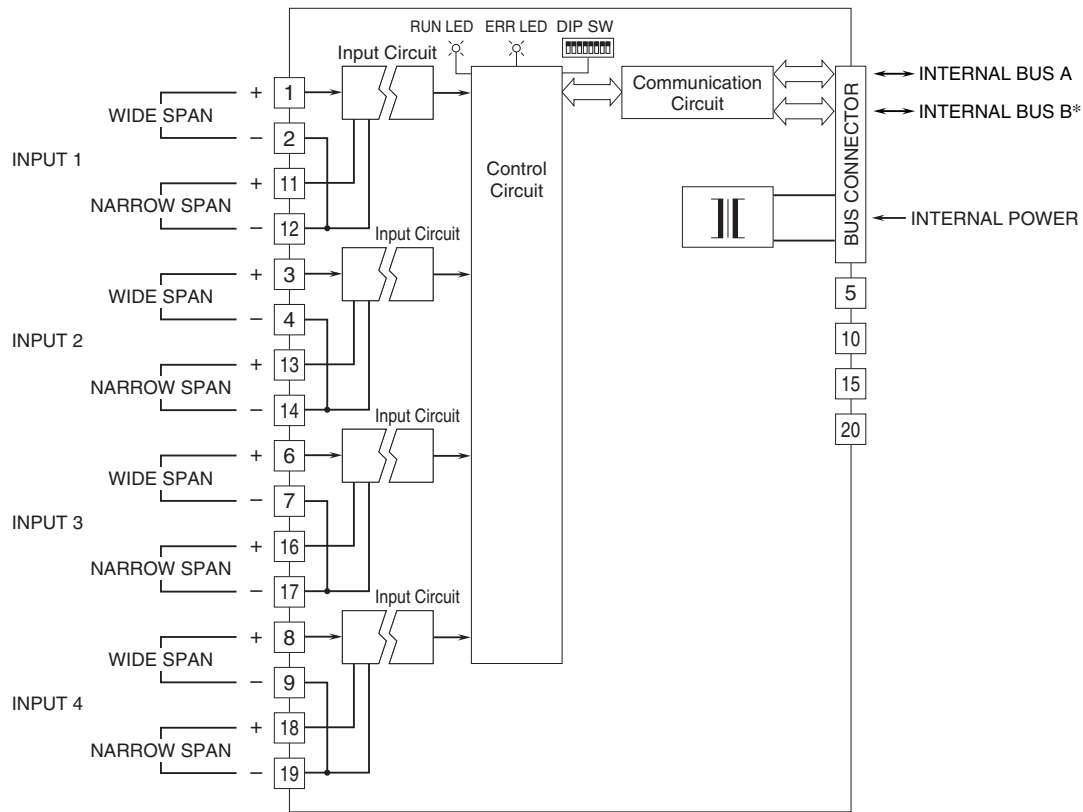 RUN LED ERR LED DIP SW
Input Circuit
Communication
Circuit
Control
Circuit
BUS CONNECTOR
INTERNAL BUS A
INTERNAL BUS B*
INTERNAL POWER
5
10
15
20
INPUT 1
WIDE SPAN
+ 1
− 2
NARROW SPAN
+ 11
− 12
Input Circuit
INPUT 2
WIDE SPAN
+ 3
− 4
NARROW SPAN
+ 13
− 14
Input Circuit
INPUT 3
WIDE SPAN
+ 6
− 7
NARROW SPAN
+ 16
− 17
Input Circuit
INPUT 4
WIDE SPAN
+ 8
− 9
NARROW SPAN
+ 18
− 19